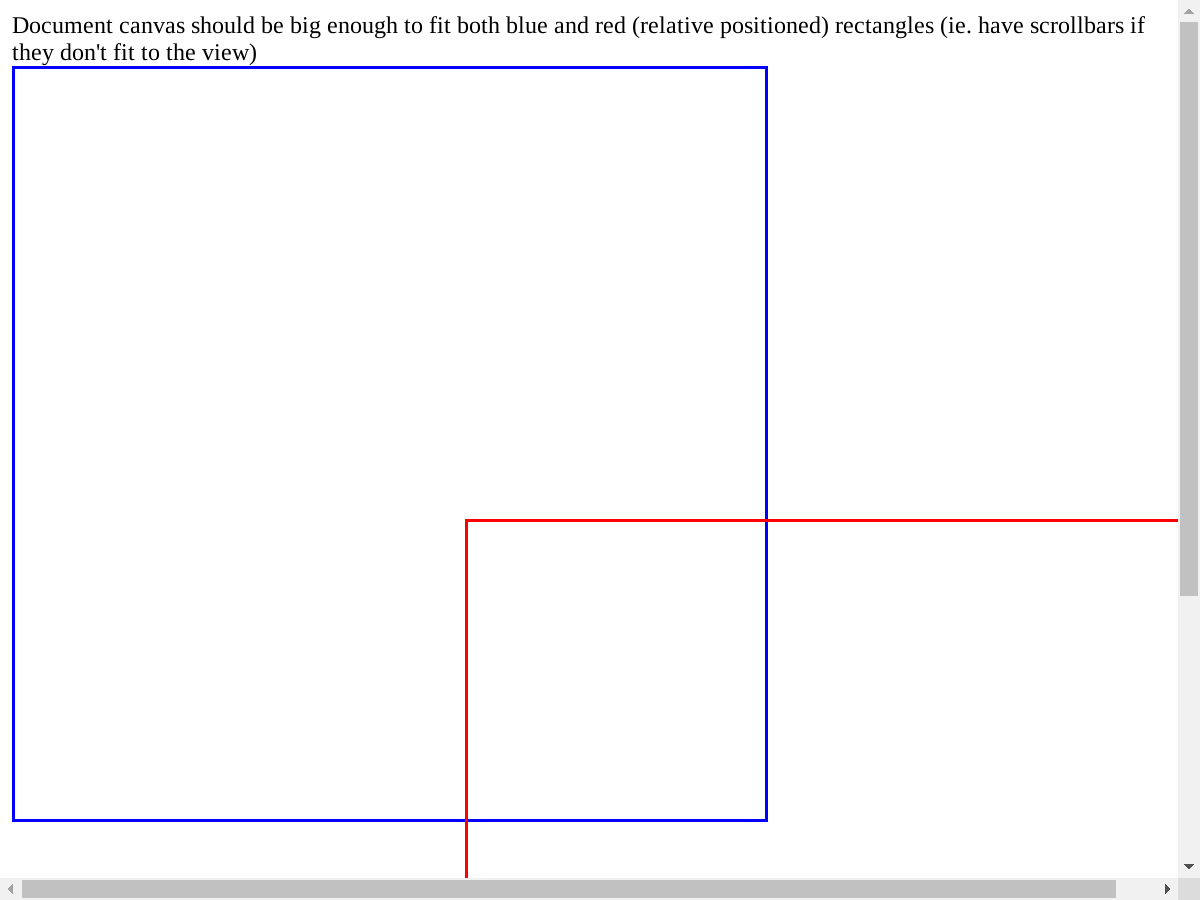 Document canvas should be big enough to fit both blue and red (relative positioned) rectangles (ie. have scrollbars if
they don't fit to the view)